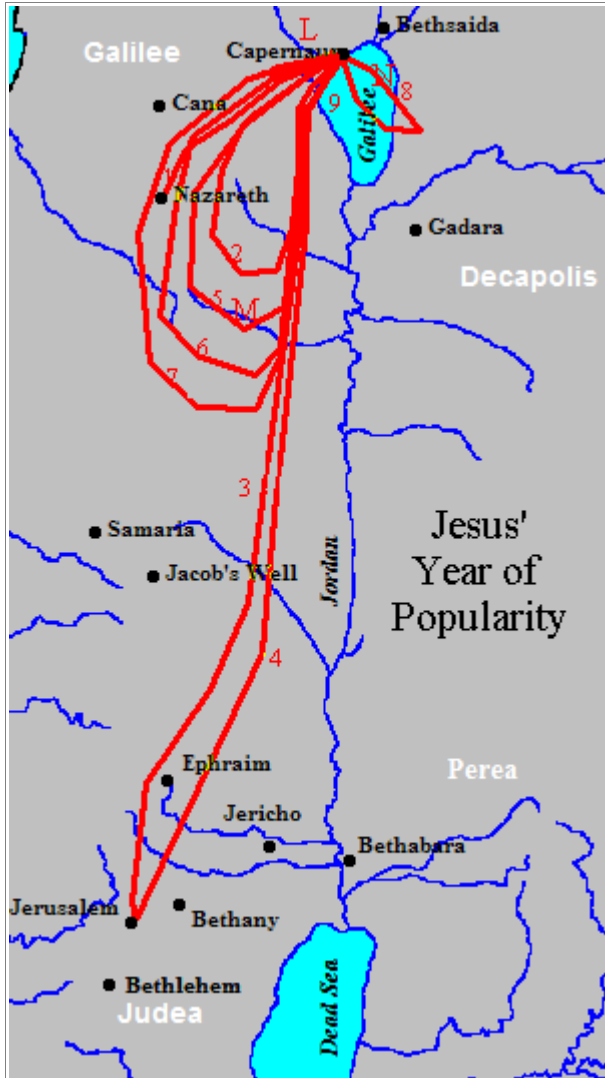 L
Bethsaida
Galilee
Capernaum
N
8
9
Cana
Galilee
1
Nazareth
Gadara
2
Decapolis
5
M
6
7
3
Samaria
Jesus'
Year of
Popularity
Jordan
Jacob's Well
4
Ephraim
Perea
Jericho
Bethabara
Jerusalem
Bethany
Bethlehem
Judea
Dead Sea